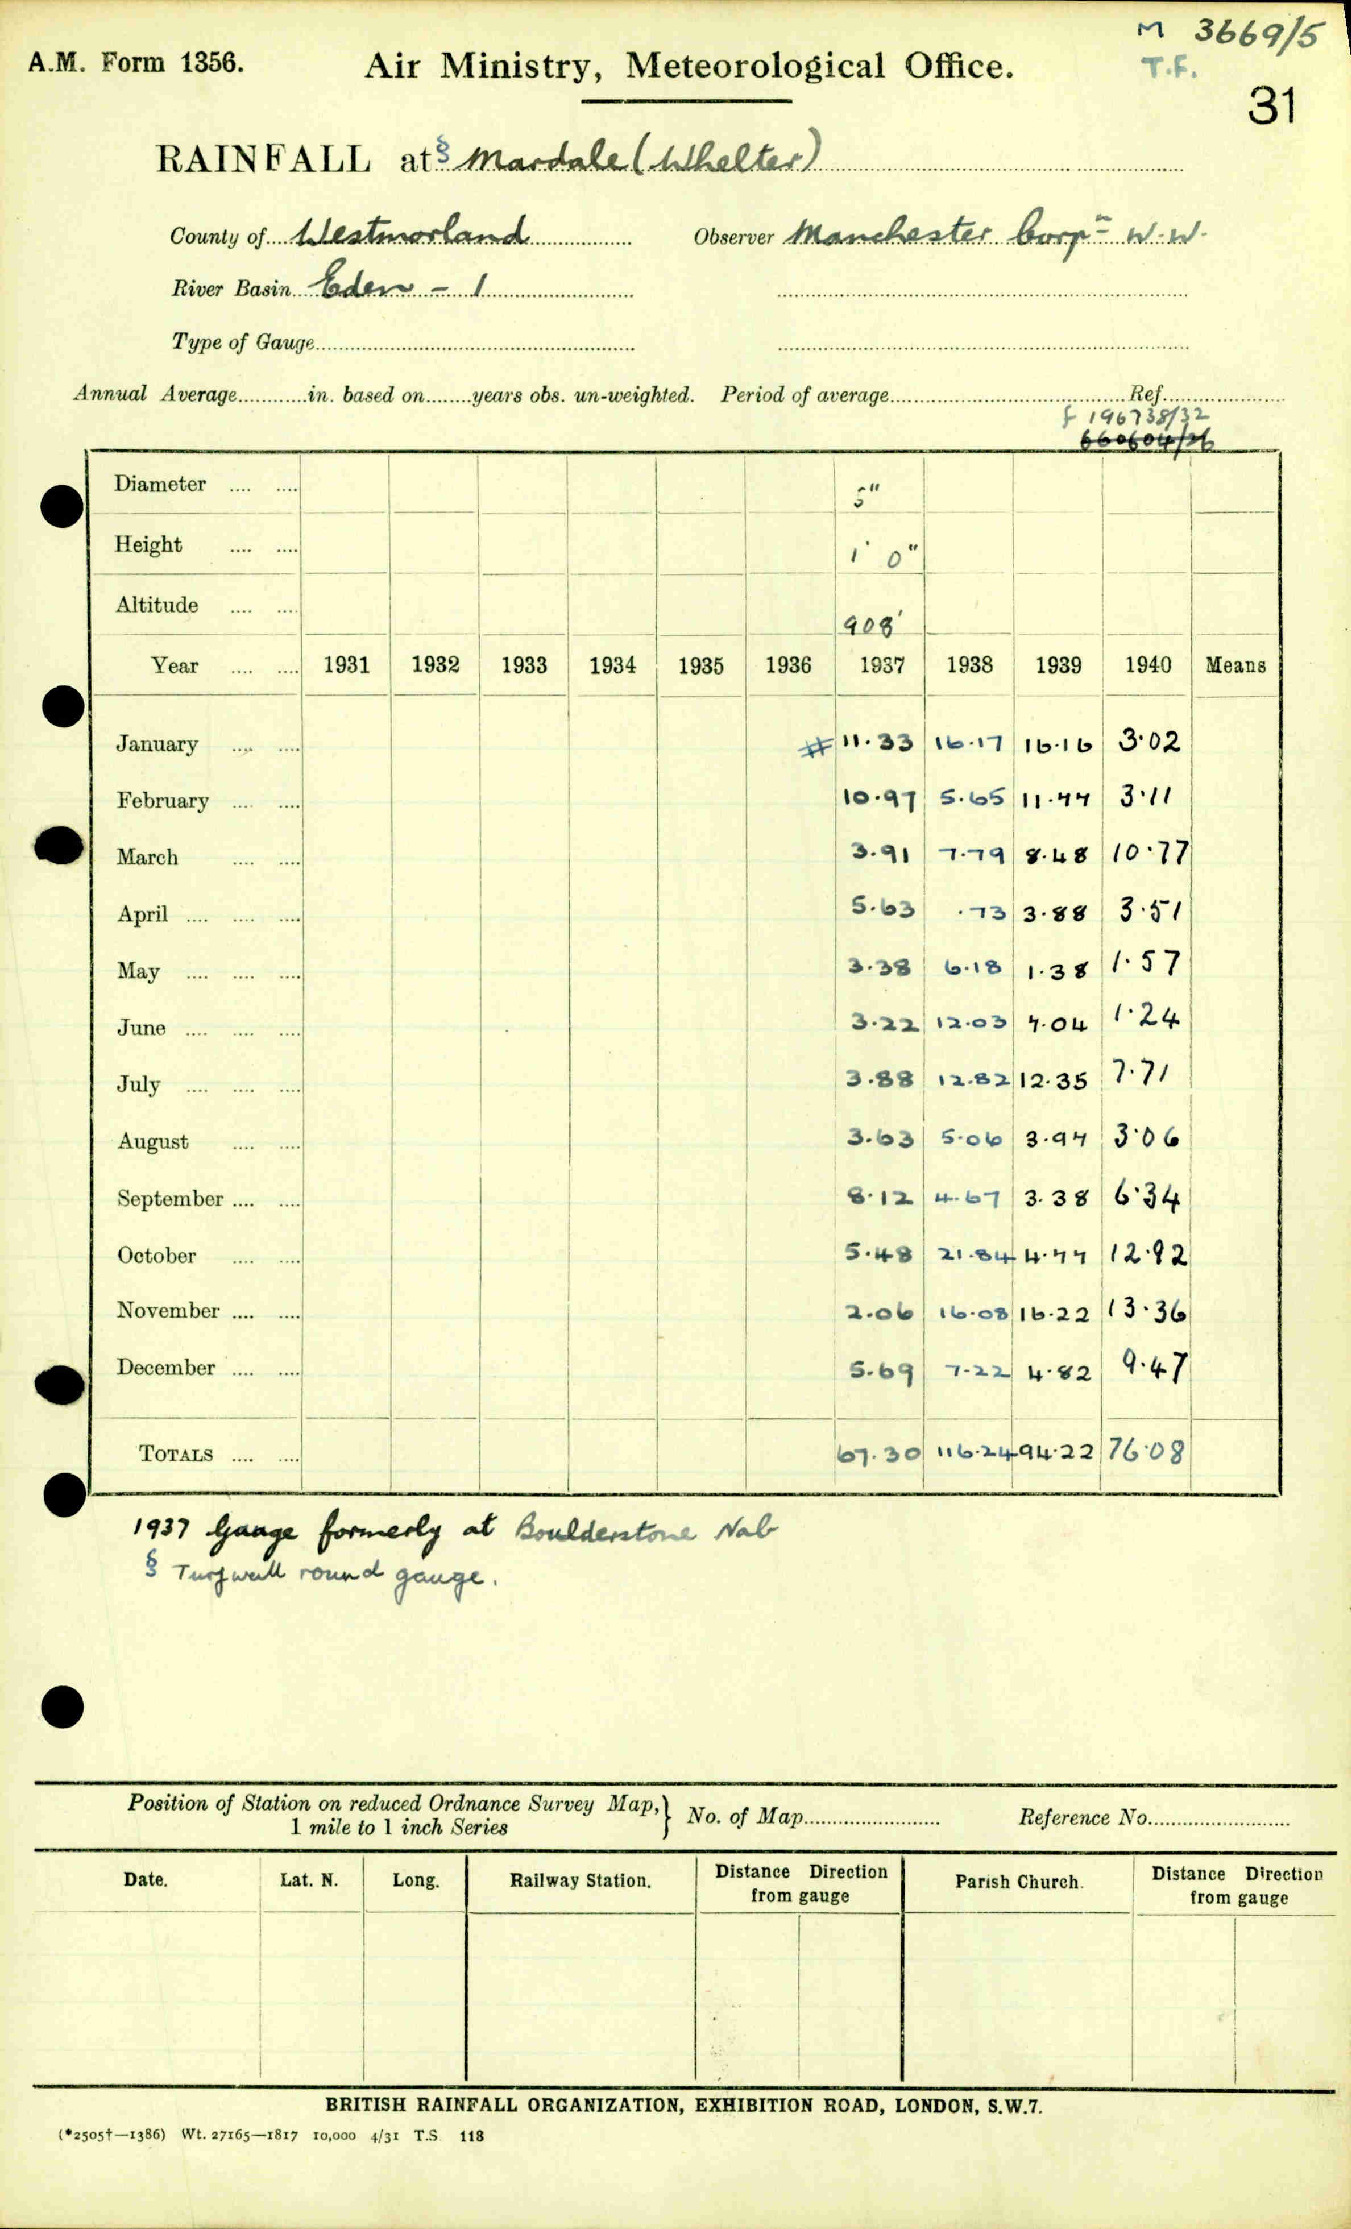 M 3669/5
A.M. Form 1356. Air Ministry, Meteorological Office. T.F.
31
RAINFALL at § Mardale (Whelter)
County of Westmorland Observer Manchester Corpn W.W.
River Basin Eden - 1
Type of Gauge
Annual Average in. based on years obs. un-weighted. Period of average Ref.
f 196738/32
660604/26
Diameter 5"
Height 1' 0"
Altitude 908'
Year 1931 1932 1933 1934 1935 1936 1937 1938 1939 1940 Means
January # 11.33 16.17 16.16 3.02
February 10.97 5.65 11.77 3.11
March 3.91 7.79 8.48 10.77
April 5.63 .73 3.88 3.51
May 3.38 6.18 1.38 1.57
June 3.22 12.03 7.04 1.24
July 3.88 12.82 12.35 7.71
August 3.63 5.06 3.97 3.06
September 8.12 4.67 3.38 6.34
October 5.48 21.84 4.77 12.92
November 2.06 16.08 16.22 13.36
December 5.69 7.22 4.82 9.47
TOTALS 67.30 116.24 94.22 76.08
1937 Gauge formerly at Boulderstone Nab
§ Turf wall round gauge.
Position of Station on reduced Ordnance Survey Map, 1 mile to 1 inch Series } No. of Map Reference No.
Date. Lat. N. Long. Railway Station. Distance Direction from gauge Parish Church. Distance Direction from gauge
BRITISH RAINFALL ORGANIZATION, EXHIBITION ROAD, LONDON, S.W.7.
(*2505†—1386) Wt. 27165—1817 10,000 4/31 T.S. 118